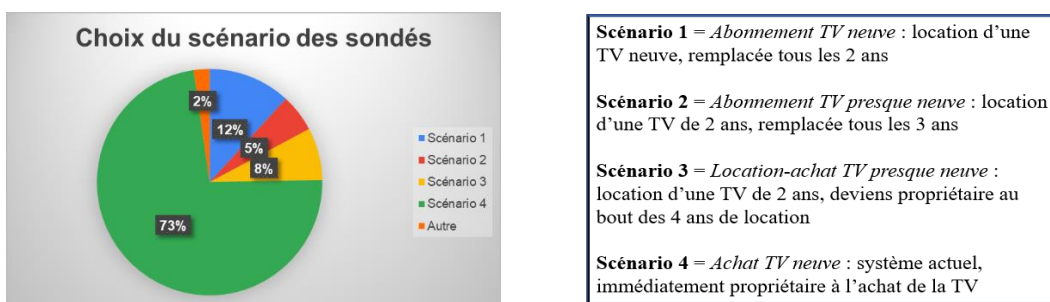 Choix du scénario des sondés
2%
12%
5%
8%
73%
Scénario 1
Scénario 2
Scénario 3
Scénario 4
Autre
Scénario 1 = Abonnement TV neuve : location d’une
TV neuve, remplacée tous les 2 ans
Scénario 2 = Abonnement TV presque neuve : location
d’une TV de 2 ans, remplacée tous les 3 ans
Scénario 3 = Location-achat TV presque neuve :
location d’une TV de 2 ans, deviens propriétaire au
bout des 4 ans de location
Scénario 4 = Achat TV neuve : système actuel,
immédiatement propriétaire à l’achat de la TV